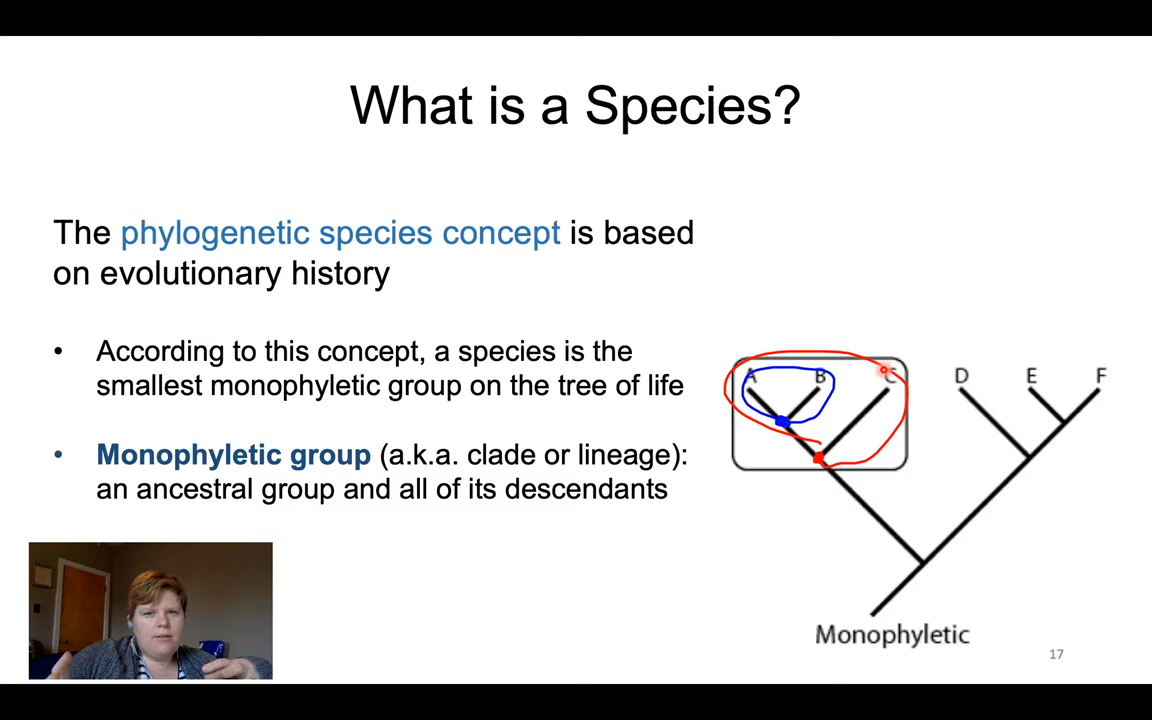 What is a Species?
The phylogenetic species concept is based
on evolutionary history
• According to this concept, a species is the
smallest monophyletic group on the tree of life
• Monophyletic group (a.k.a. clade or lineage):
an ancestral group and all of its descendants
A B C D E F
Monophyletic
17